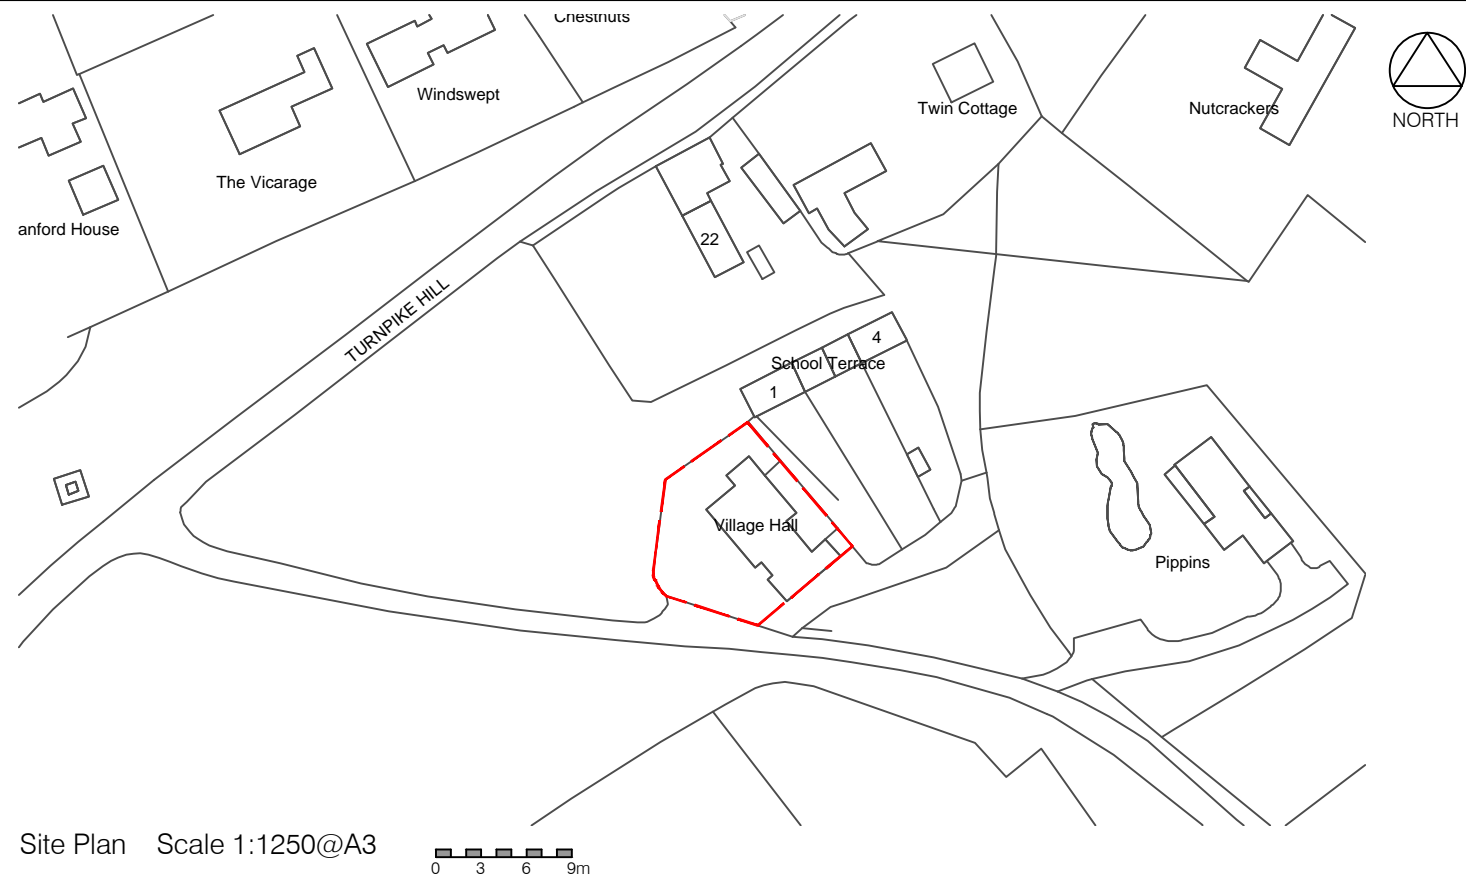 Chestnuts
Windswept
Twin Cottage
Nutcrackers
NORTH
The Vicarage
anford House
22
TURNPIKE HILL
4
School Terrace
1
Village Hall
Pippins
Site Plan Scale 1:1250@A3
0 3 6 9m